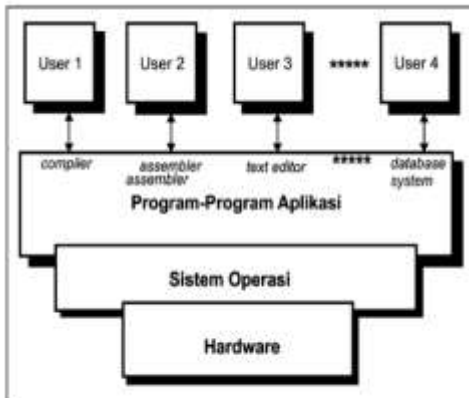 User 1 User 2 User 3 ***** User 4
compiler assembler text editor ***** database
assembler system
Program-Program Aplikasi
Sistem Operasi
Hardware